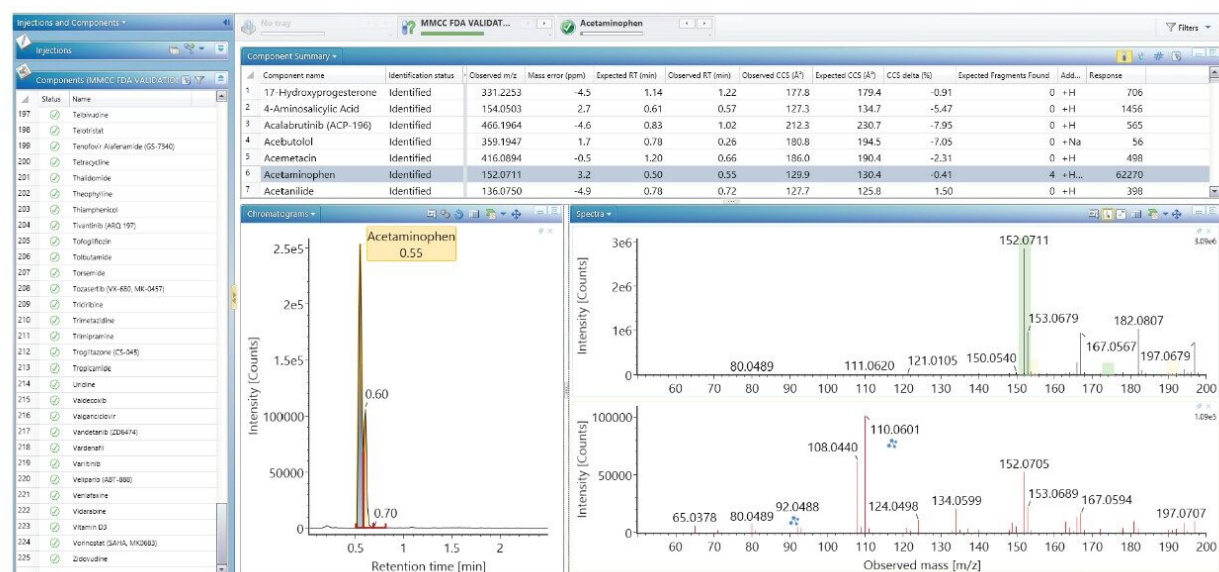 Injections and Components
No tray
MMCC FDA VALIDAT...
Acetaminophen
Filters
Injections
Components (MMCC FDA VALIDATIO
Status Name
197 Telbivudine
198 Telotristat
199 Tenofovir Alafenamide (GS-7340)
200 Tetracycline
201 Thalidomide
202 Theophylline
203 Thiamphenicol
204 Tivantinib (ARQ 197)
205 Tofogliflozin
206 Tolbutamide
207 Torsemide
208 Tozasertib (VX-680, MK-0457)
209 Triciribine
210 Trimetazidine
211 Trimipramine
212 Troglitazone (CS-045)
213 Tropicamide
214 Uridine
215 Valdecoxib
216 Valganciclovir
217 Vandetanib (ZD6474)
218 Vardenafil
219 Varlitinib
220 Veliparib (ABT-888)
221 Venlafaxine
222 Vidarabine
223 Vitamin D3
224 Vorinostat (SAHA, MK0683)
225 Zidovudine
Component Summary
Component name Identification status Observed m/z Mass error (ppm) Expected RT (min) Observed RT (min) Observed CCS (Å²) Expected CCS (Å²) CCS delta (%) Expected Fragments Found Add... Response
1 17-Hydroxyprogesterone Identified 331.2253 -4.5 1.14 1.22 177.8 179.4 -0.91 0 +H 706
2 4-Aminosalicylic Acid Identified 154.0503 2.7 0.61 0.57 127.3 134.7 -5.47 0 +H 1456
3 Acalabrutinib (ACP-196) Identified 466.1964 -4.6 0.83 1.02 212.3 230.7 -7.95 0 +H 565
4 Acebutolol Identified 359.1947 1.7 0.78 0.26 180.8 194.5 -7.05 0 +Na 56
5 Acemetacin Identified 416.0894 -0.5 1.20 0.66 186.0 190.4 -2.31 0 +H 498
6 Acetaminophen Identified 152.0711 3.2 0.50 0.55 129.9 130.4 -0.41 4 +H... 62270
7 Acetanilide Identified 136.0750 -4.9 0.78 0.72 127.7 125.8 1.50 0 +H 398
Chromatograms
Acetaminophen
0.55
2.5e5
2e5
1.5e5
100000
50000
0
0.60
0.70
Intensity [Counts]
0.5 1 1.5 2
Retention time [min]
Spectra
3.09e6
3e6
2e6
1e6
0
Intensity [Counts]
152.0711
153.0679
182.0807
167.0567
150.0540
197.0679
121.0105
111.0620
80.0489
60 70 80 90 100 110 120 130 140 150 160 170 180 190 200
1.09e5
100000
50000
0
Intensity [Counts]
110.0601
108.0440
152.0705
92.0488
124.0498
134.0599
153.0689
167.0594
197.0707
65.0378
80.0489
60 70 80 90 100 110 120 130 140 150 160 170 180 190 200
Observed mass [m/z]